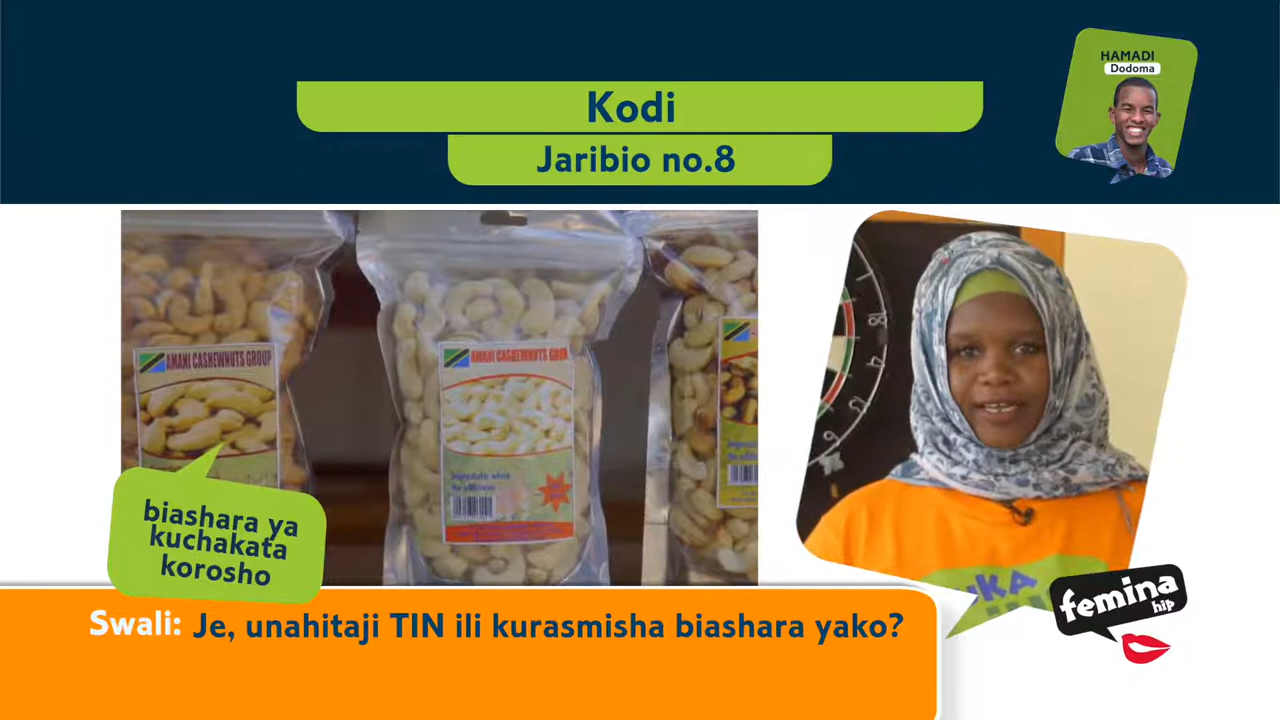 HAMADI
Dodoma
Kodi
Jaribio no.8
AMANI CASHEWNUTS GROUP
AMANI CASHEWNUTS
biashara ya
kuchakata
korosho
Swali: Je, unahitaji TIN ili kurasmisha biashara yako?
femina
hip